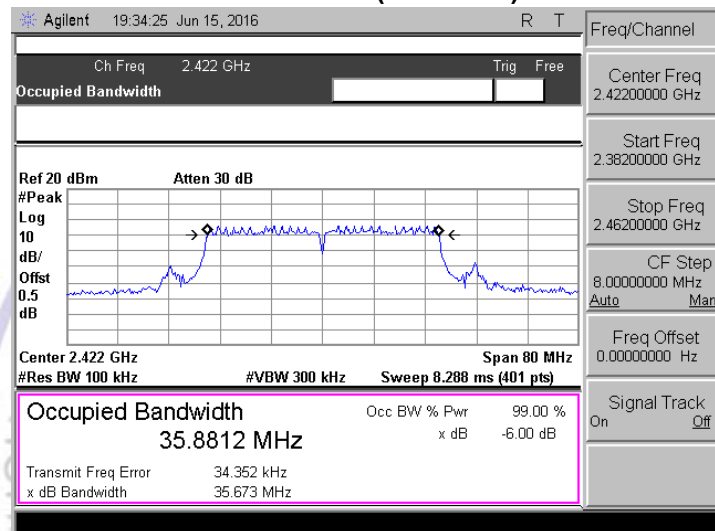 Agilent 19:34:25 Jun 15, 2016 R T
Freq/Channel
Ch Freq 2.422 GHz Trig Free
Occupied Bandwidth
Center Freq
2.42200000 GHz
Start Freq
2.38200000 GHz
Stop Freq
2.46200000 GHz
CF Step
8.00000000 MHz
Auto Man
Freq Offset
0.00000000 Hz
Signal Track
On Off
Ref 20 dBm Atten 30 dB
#Peak
Log
10
dB/
Offst
0.5
dB
Center 2.422 GHz Span 80 MHz
#Res BW 100 kHz #VBW 300 kHz Sweep 8.288 ms (401 pts)
Occupied Bandwidth Occ BW % Pwr 99.00 %
35.8812 MHz x dB -6.00 dB
Transmit Freq Error 34.352 kHz
x dB Bandwidth 35.673 MHz